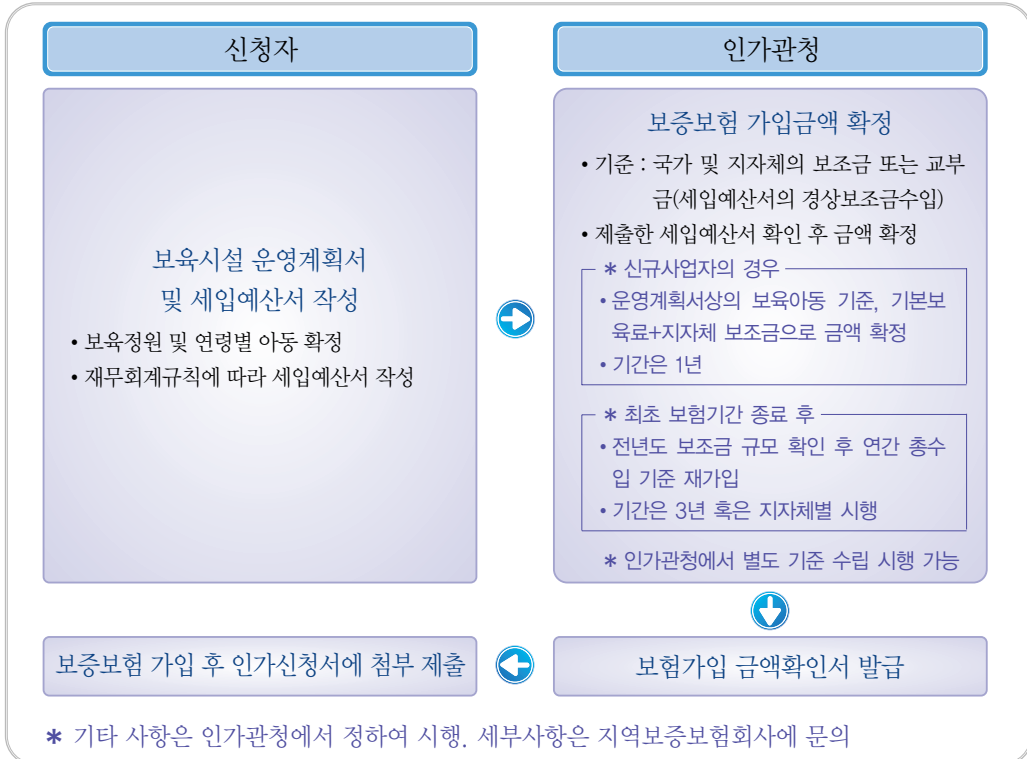 신청자
보육시설 운영계획서
및 세입예산서 작성
• 보육정원 및 연령별 아동 확정
• 재무회계규칙에 따라 세입예산서 작성
인가관청
보증보험 가입금액 확정
• 기준 : 국가 및 지자체의 보조금 또는 교부
금(세입예산서의 경상보조금수입)
• 제출한 세입예산서 확인 후 금액 확정
* 신규사업자의 경우
• 운영계획서상의 보육아동 기준, 기본보
육료+지자체 보조금으로 금액 확정
• 기간은 1년
* 최초 보험기간 종료 후
• 전년도 보조금 규모 확인 후 연간 총수
입 기준 재가입
• 기간은 3년 혹은 지자체별 시행
* 인가관청에서 별도 기준 수립 시행 가능
보험가입 금액확인서 발급
보증보험 가입 후 인가신청서에 첨부 제출
* 기타 사항은 인가관청에서 정하여 시행. 세부사항은 지역보증보험회사에 문의